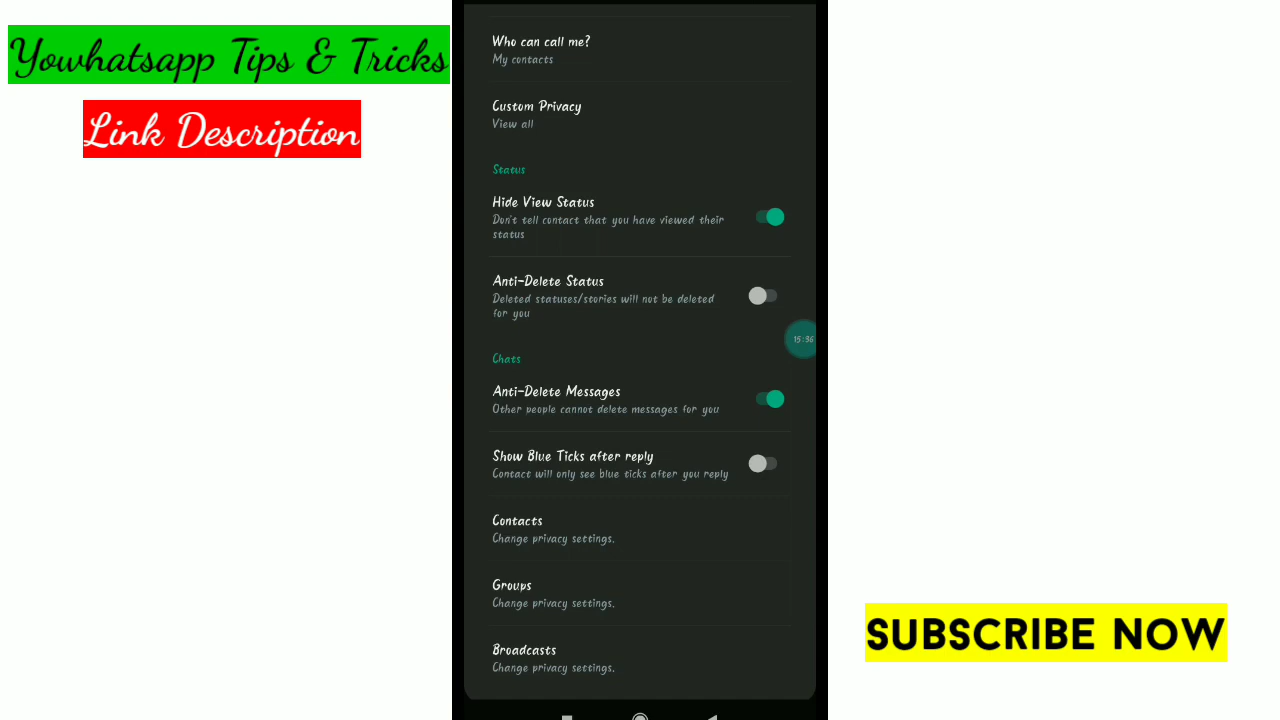 Yowhatsapp Tips & Tricks
Link Description
Who can call me?
My contacts
Custom Privacy
View all
Status
Hide View Status
Don't tell contact that you have viewed their
status
Anti-Delete Status
Deleted statuses/stories will not be deleted
for you
15:36
Chats
Anti-Delete Messages
Other people cannot delete messages for you
Show Blue Ticks after reply
Contact will only see blue ticks after you reply
Contacts
Change privacy settings.
Groups
Change privacy settings.
Broadcasts
Change privacy settings.
SUBSCRIBE NOW